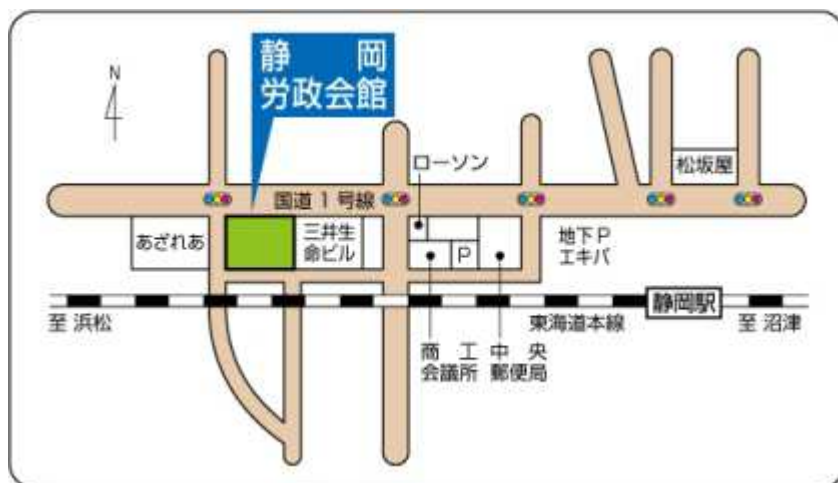 静岡
労政会館
N
ローソン
松坂屋
国道1号線
あざれあ
三井生
命ビル
P
地下P
エキパ
静岡駅
至 浜松
東海道本線
至 沼津
商工
会議所
中央
郵便局